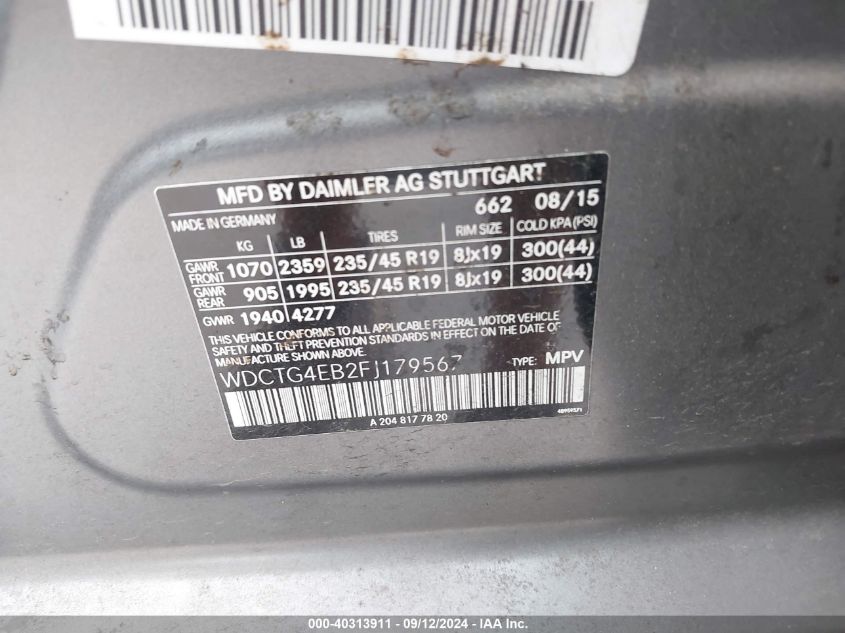 MFD BY DAIMLER AG STUTTGART
MADE IN GERMANY 662 08/15
KG LB TIRES RIM SIZE COLD KPA (PSI)
GAWR FRONT 1070 2359 235/45 R19 8Jx19 300(44)
GAWR REAR 905 1995 235/45 R19 8Jx19 300(44)
GVWR 1940 4277
THIS VEHICLE CONFORMS TO ALL APPLICABLE FEDERAL MOTOR VEHICLE
SAFETY AND THEFT PREVENTION STANDARDS IN EFFECT ON THE DATE OF
MANUFACTURE SHOWN ABOVE.
WDCTG4EB2FJ179567 TYPE: MPV
A 204 817 78 20 48959571
000-40313911 - 09/12/2024 - IAA Holdings, LLC.